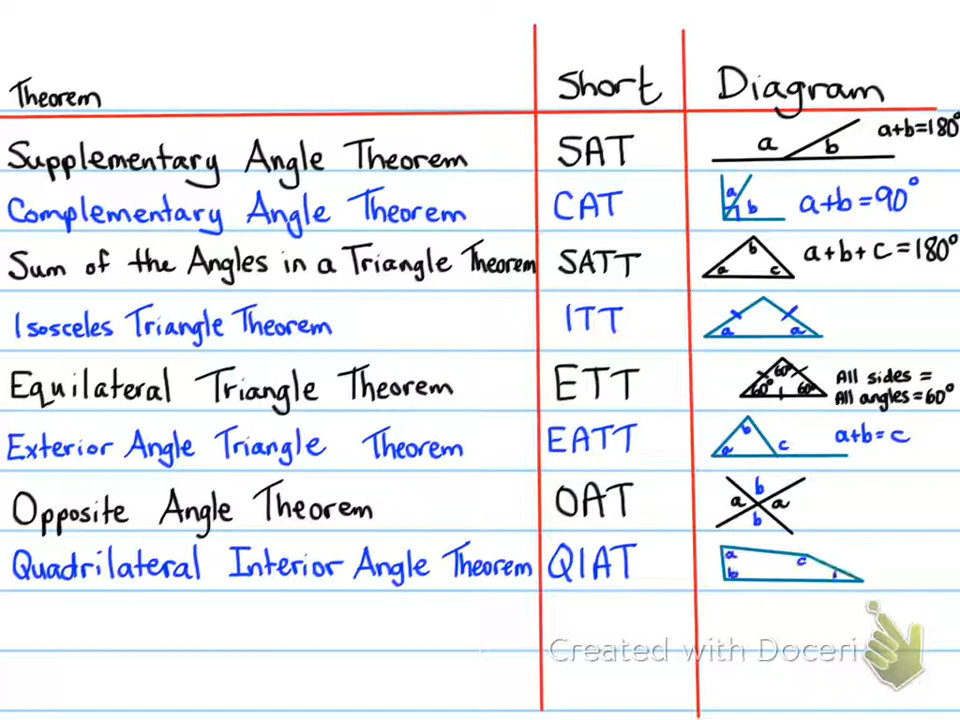 Theorem Short Diagram
Supplementary Angle Theorem SAT a b a+b=180°
Complementary Angle Theorem CAT a b a+b=90°
Sum of the Angles in a Triangle Theorem SATT a b c a+b+c=180°
Isosceles Triangle Theorem ITT a a
Equilateral Triangle Theorem ETT 60° 60° 60° All sides =
All angles=60°
Exterior Angle Triangle Theorem EATT a b c a+b=c
Opposite Angle Theorem OAT a b a b
Quadrilateral Interior Angle Theorem QIAT a b c
Created with Doceri